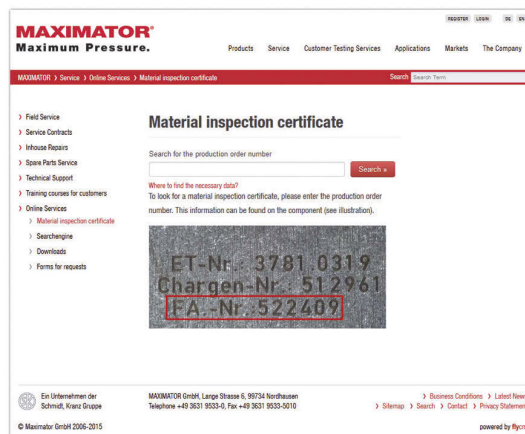 REGISTER LOGIN DE EN
MAXIMATOR®
Maximum Pressure.
Products Service Customer Testing Services Applications Markets The Company
MAXIMATOR > Service > Online Services > Material inspection certificate
Search Search Term
> Field Service
> Service Contracts
> Inhouse Repairs
> Spare Parts Service
> Technical Support
> Training courses for customers
> Online Services
> Material inspection certificate
> Searchengine
> Downloads
> Forms for requests
Material inspection certificate
Search for the production order number
Search »
Where to find the necessary data?
To look for a material inspection certificate, please enter the production order
number. This information can be found on the component (see illustration).
ET-Nr.: 3781 0319
Chargen-Nr.: 512961
FA.-Nr.:522409
Ein Unternehmen der
Schmidt, Kranz Gruppe
MAXIMATOR GmbH, Lange Strasse 6, 99734 Nordhausen
Telephone +49 3631 9533-0, Fax +49 3631 9533-5010
> Business Conditions > Latest New
> Sitemap > Search > Contact > Privacy Statemen
© Maximator GmbH 2006-2015
powered by flycn